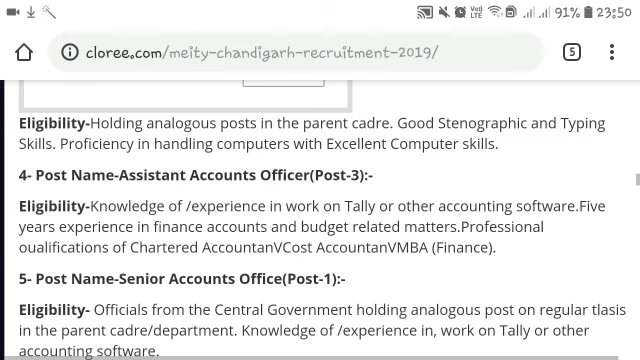 Vo) LTE 91% 23:50
cloree.com/meity-chandigarh-recruitment-2019/ 5
Eligibility-Holding analogous posts in the parent cadre. Good Stenographic and Typing
Skills. Proficiency in handling computers with Excellent Computer skills.
4- Post Name-Assistant Accounts Officer(Post-3):-
Eligibility-Knowledge of /experience in work on Tally or other accounting software.Five
years experience in finance accounts and budget related matters.Professional
oualifications of Chartered AccountanVCost AccountanVMBA (Finance).
5- Post Name-Senior Accounts Office(Post-1):-
Eligibility- Officials from the Central Government holding analogous post on regular tlasis
in the parent cadre/department. Knowledge of /experience in, work on Tally or other
accounting software.